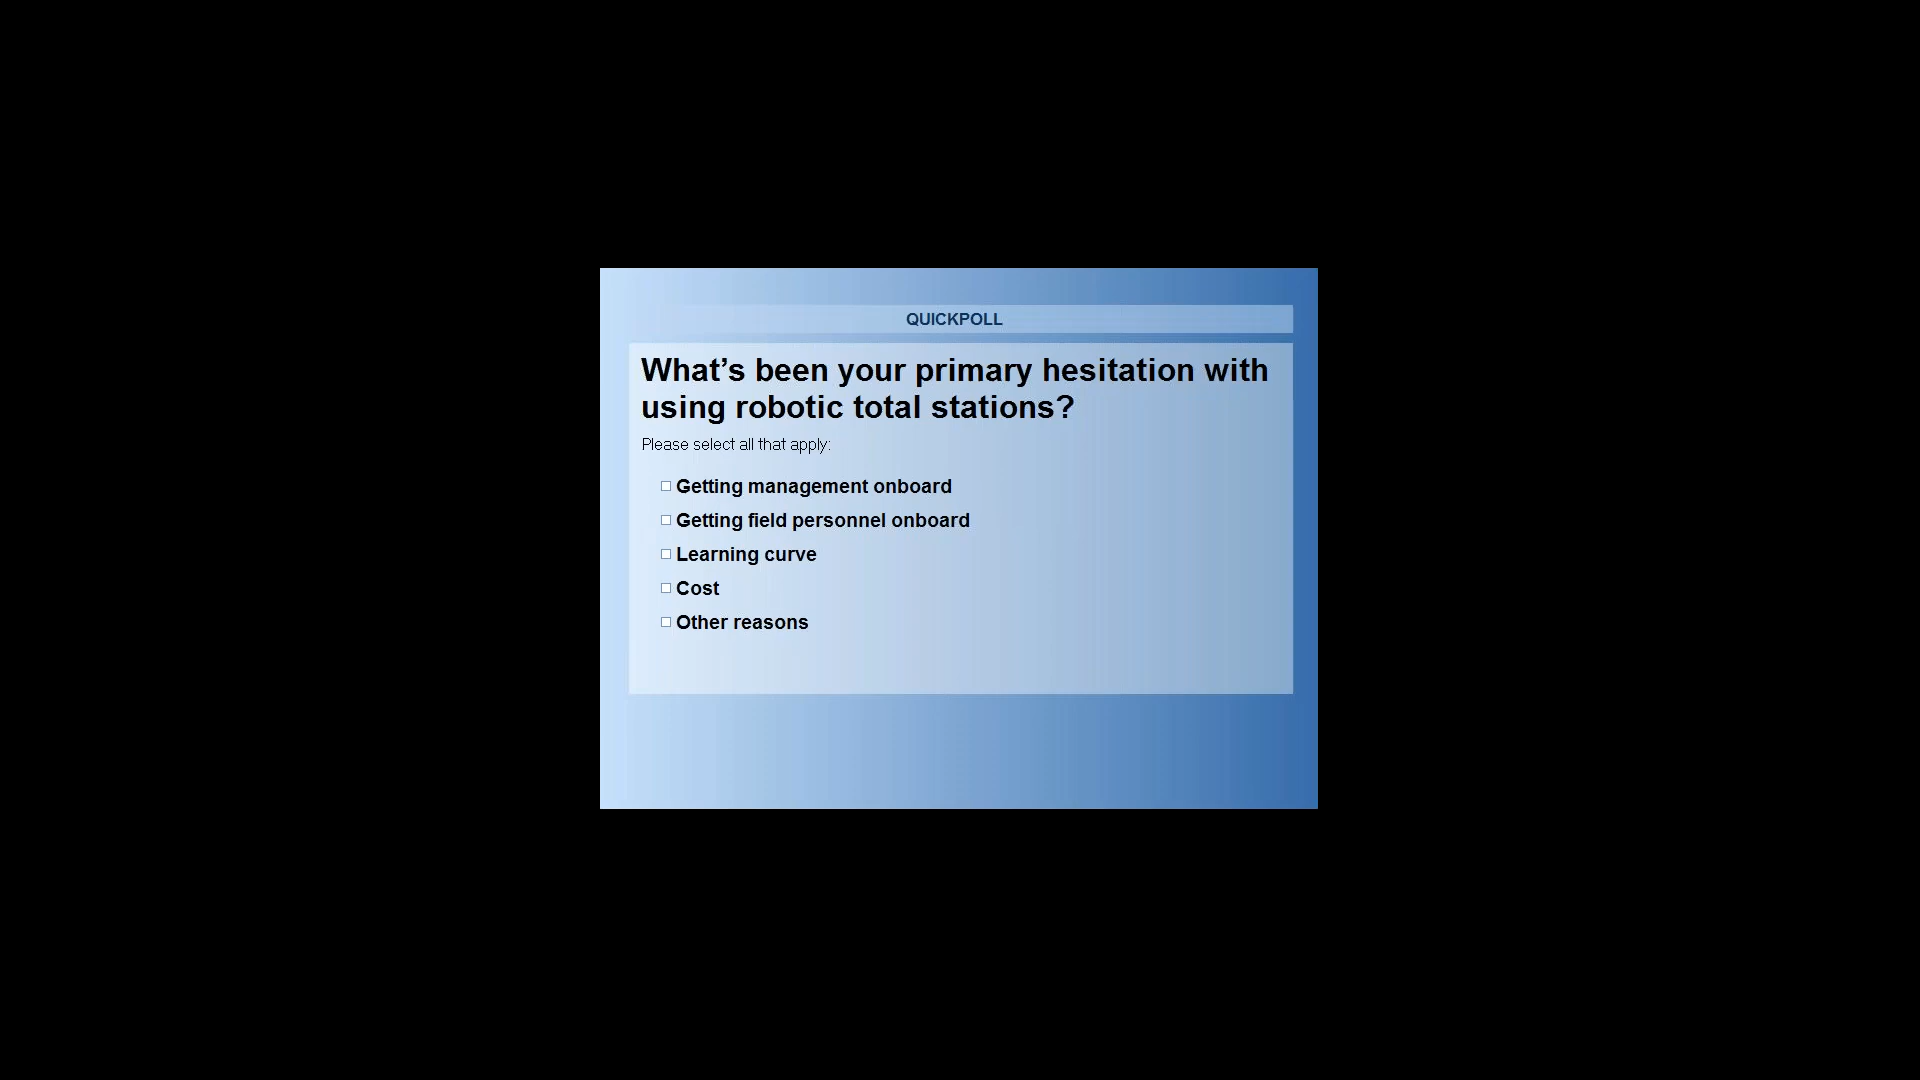 QUICKPOLL
What’s been your primary hesitation with
using robotic total stations?
Please select all that apply:
Getting management onboard
Getting field personnel onboard
Learning curve
Cost
Other reasons